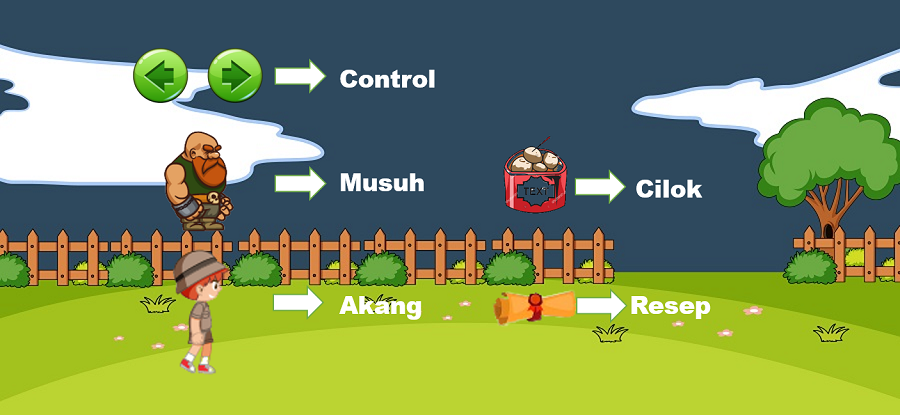 Control
Musuh
TEXT
Cilok
Akang
Resep